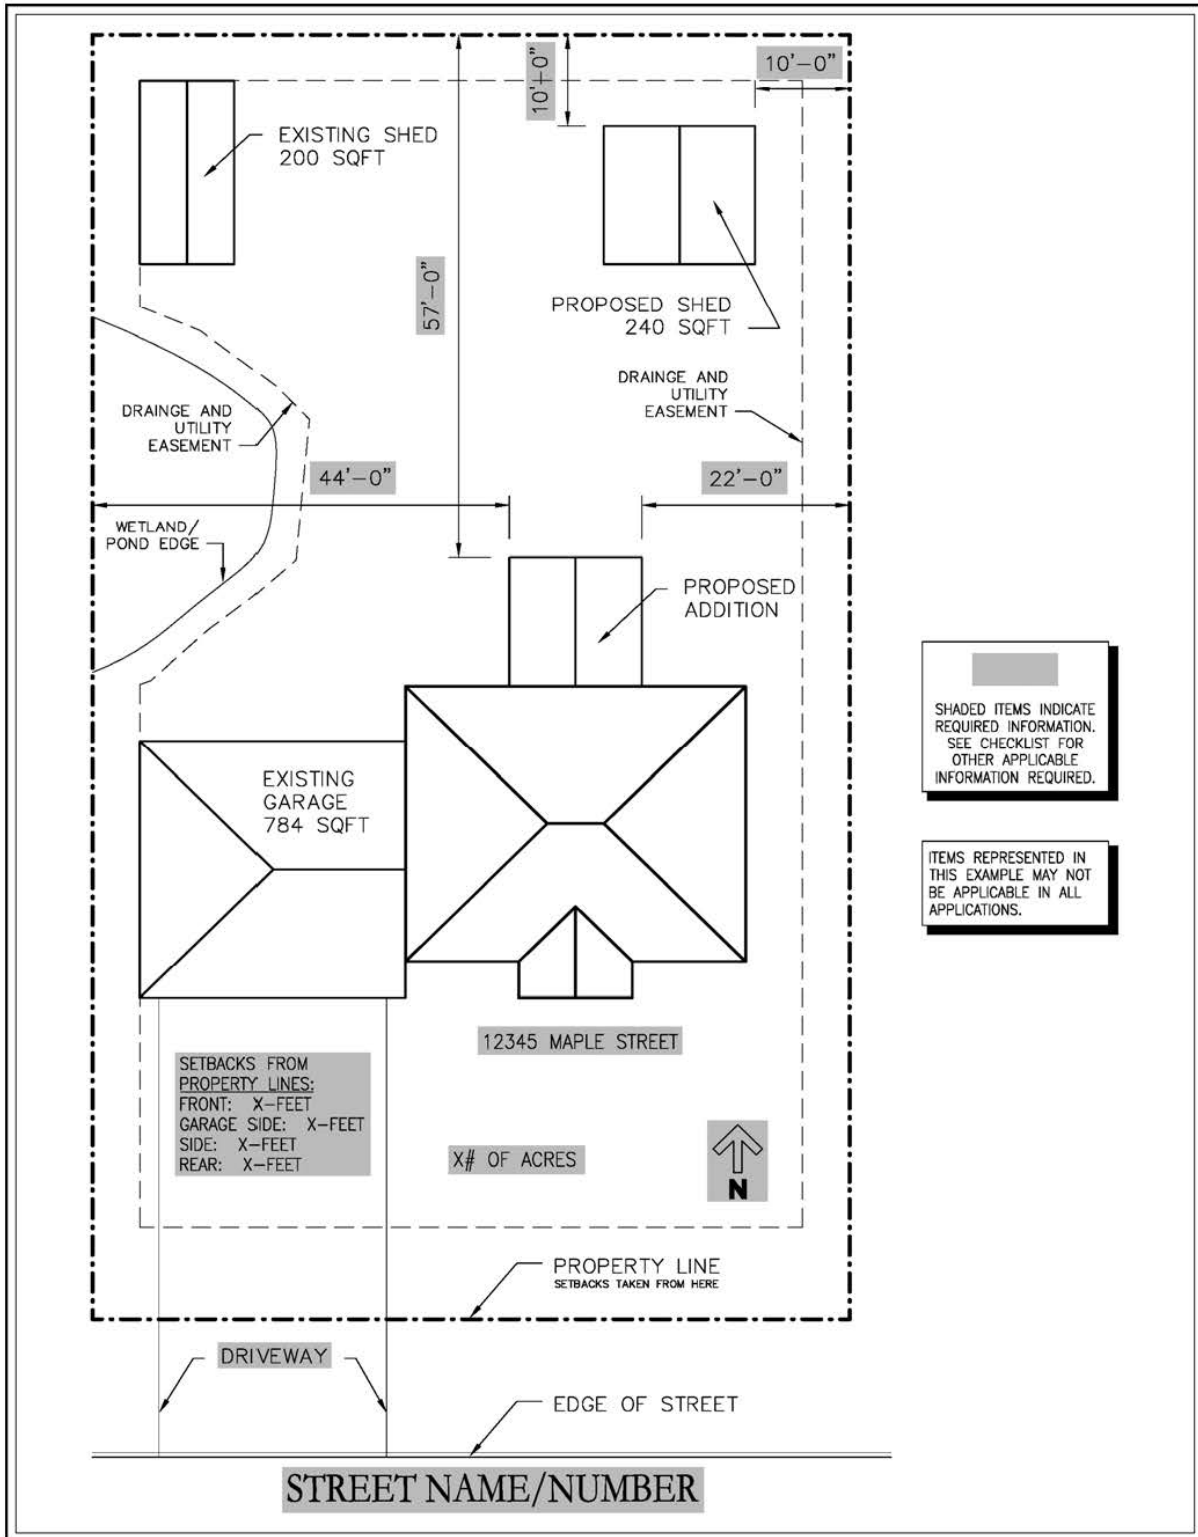 10'-0"
10'-0"
EXISTING SHED
200 SQFT
57'-0"
PROPOSED SHED
240 SQFT
DRAINGE AND
UTILITY
EASEMENT
DRAINGE AND
UTILITY
EASEMENT
44'-0"
22'-0"
WETLAND/
POND EDGE
PROPOSED
ADDITION
SHADED ITEMS INDICATE
REQUIRED INFORMATION.
SEE CHECKLIST FOR
OTHER APPLICABLE
INFORMATION REQUIRED.
EXISTING
GARAGE
784 SQFT
ITEMS REPRESENTED IN
THIS EXAMPLE MAY NOT
BE APPLICABLE IN ALL
APPLICATIONS.
12345 MAPLE STREET
SETBACKS FROM
PROPERTY LINES:
FRONT: X-FEET
GARAGE SIDE: X-FEET
SIDE: X-FEET
REAR: X-FEET
X# OF ACRES
N
PROPERTY LINE
SETBACKS TAKEN FROM HERE
DRIVEWAY
EDGE OF STREET
STREET NAME/NUMBER